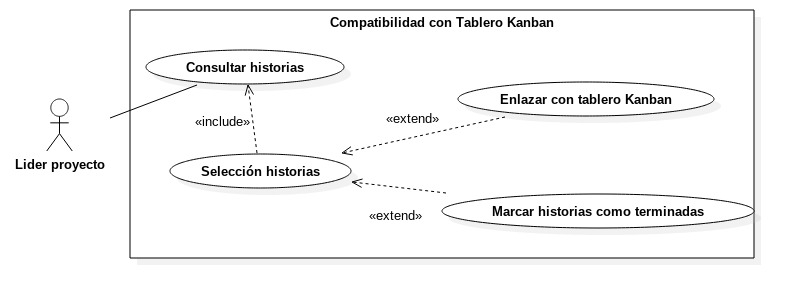 Compatibilidad con Tablero Kanban
Consultar historias
Enlazar con tablero Kanban
«extend»
«include»
Lider proyecto
Selección historias
Marcar historias como terminadas
«extend»